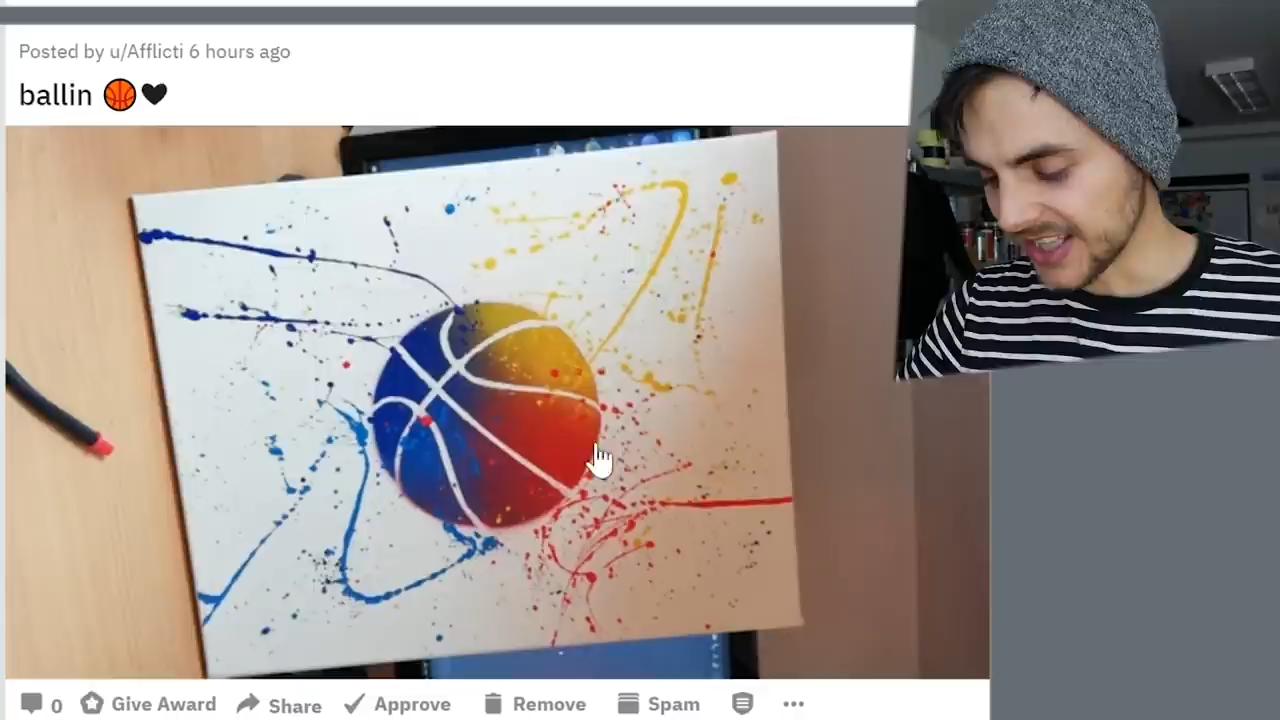 Posted by u/Afflicti 6 hours ago
ballin 🏀🖤
0 Give Award Share Approve Remove Spam